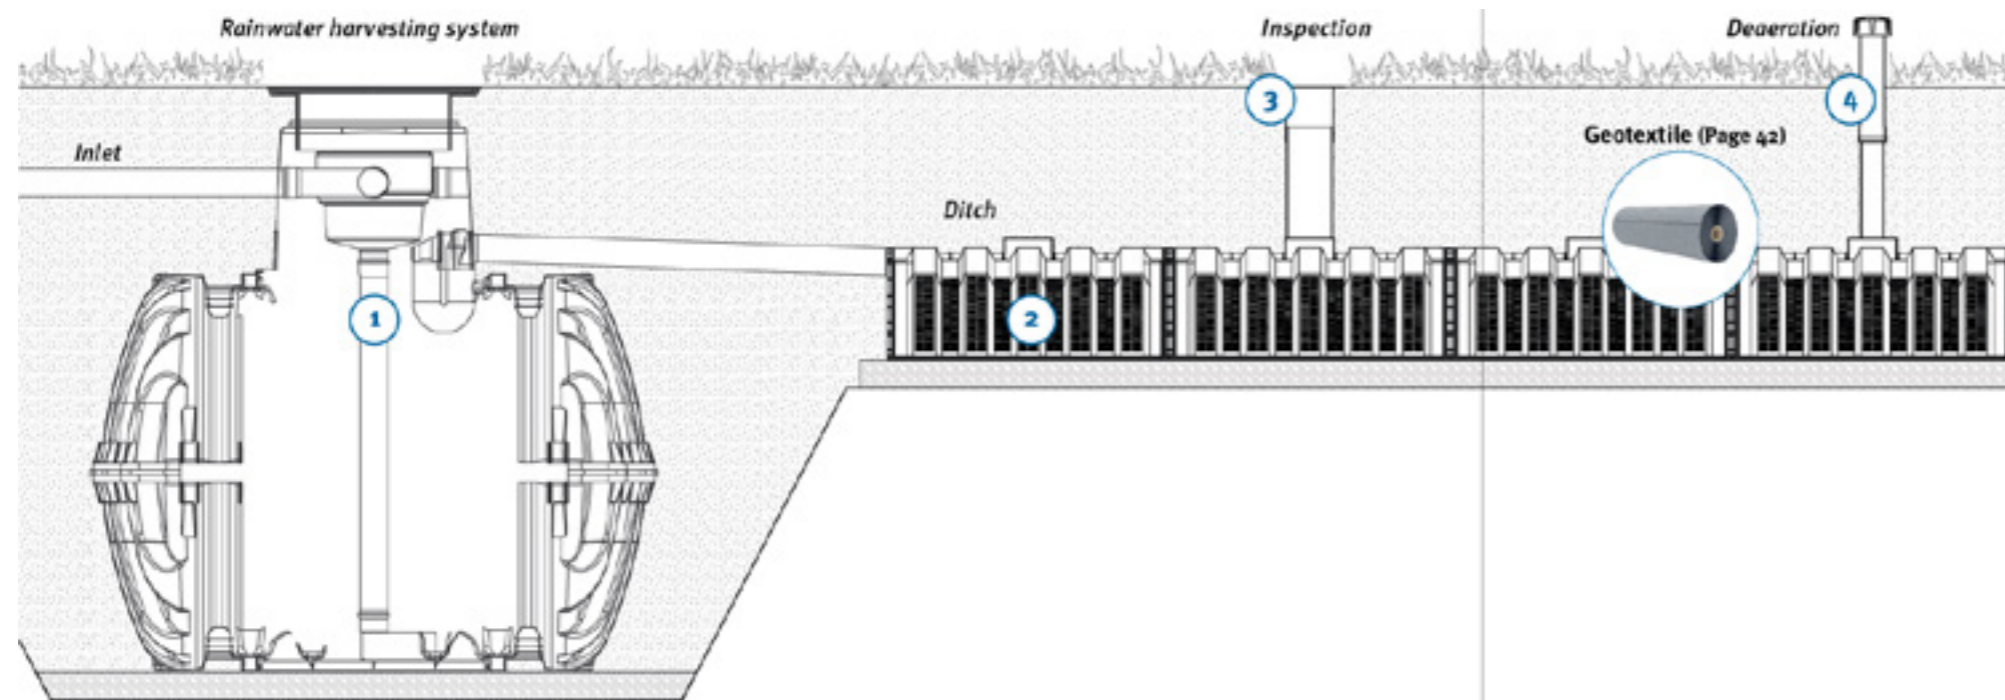 Rainwater harvesting system
Inspection
Deaeration
3
4
Inlet
Geotextile (Page 42)
Ditch
1
2